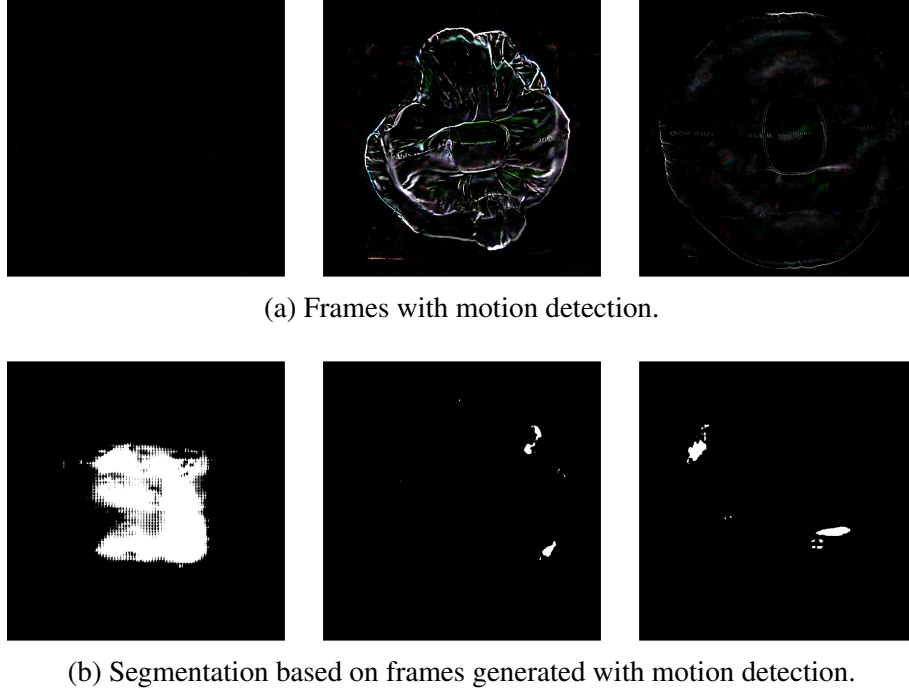 (a) Frames with motion detection.
(b) Segmentation based on frames generated with motion detection.